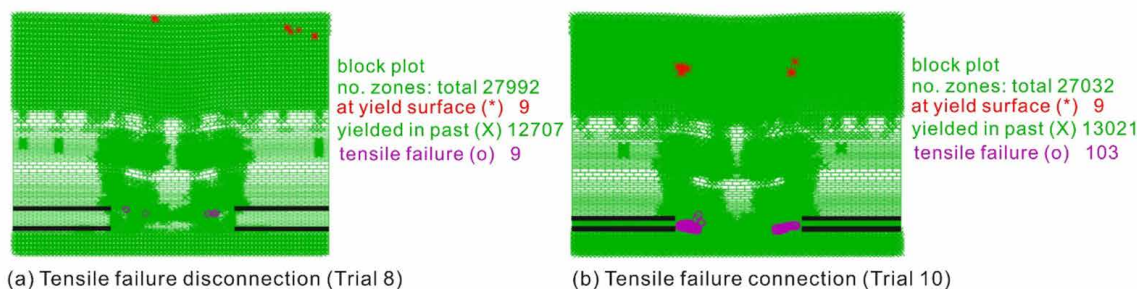 block plot
no. zones: total 27992
at yield surface (*) 9
yielded in past (X) 12707
tensile failure (o) 9
block plot
no. zones: total 27032
at yield surface (*) 9
yielded in past (X) 13021
tensile failure (o) 103
(a) Tensile failure disconnection (Trial 8)
(b) Tensile failure connection (Trial 10)